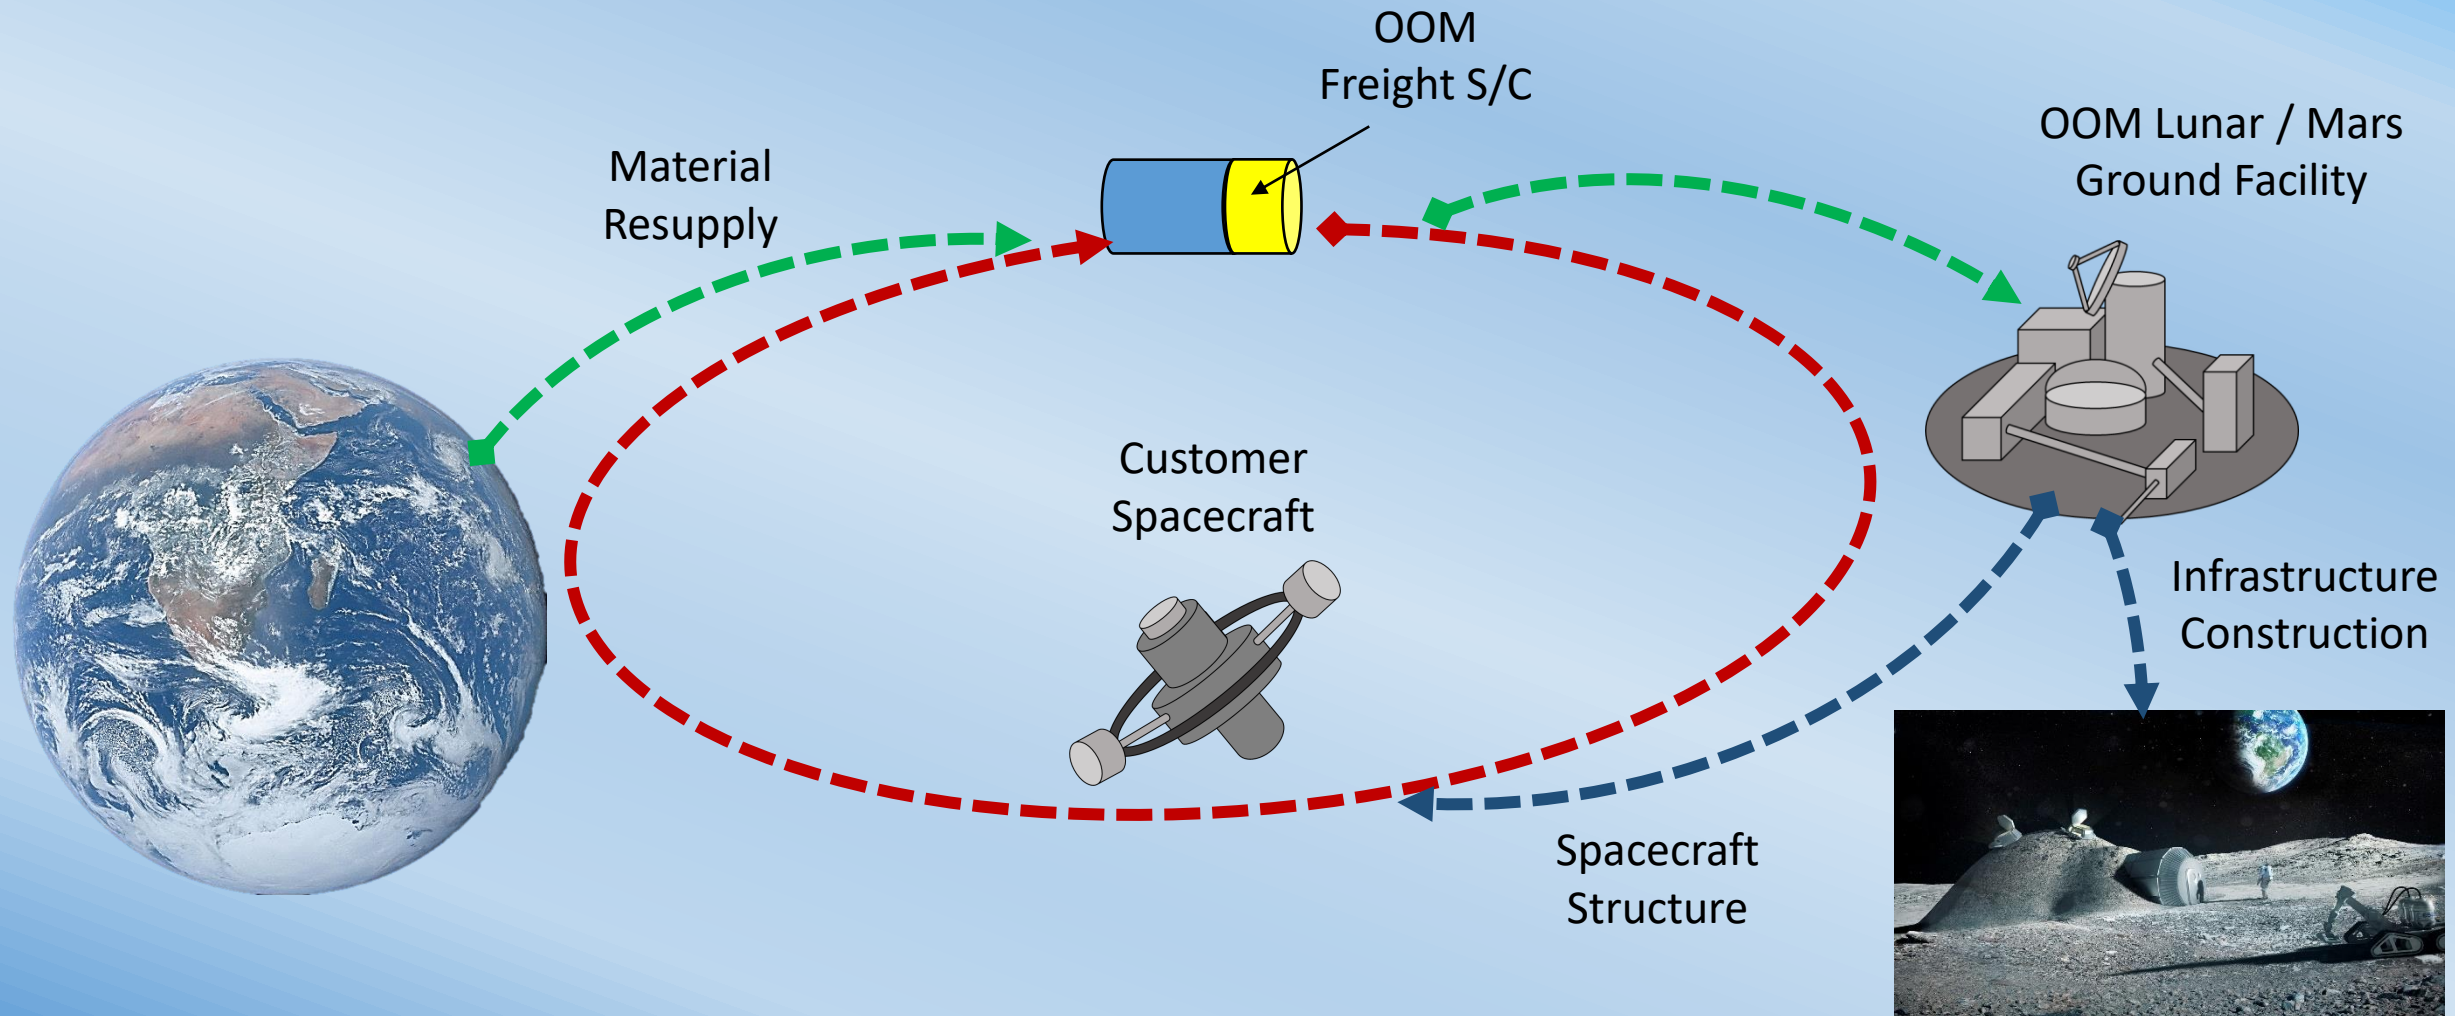 OOM
Freight S/C
OOM Lunar / Mars
Ground Facility
Material
Resupply
Customer
Spacecraft
Infrastructure
Construction
Spacecraft
Structure